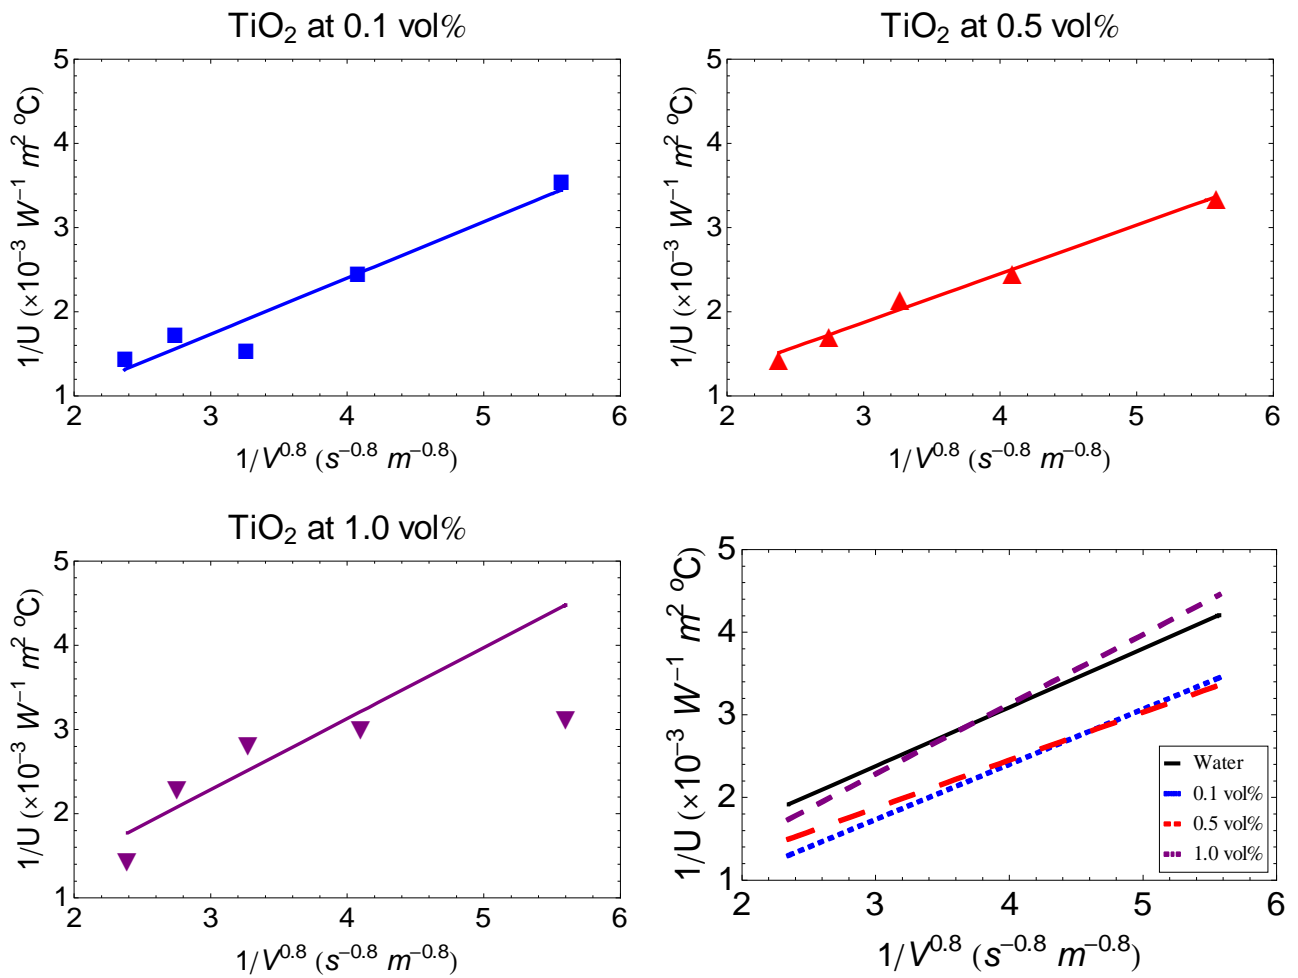 TiO₂ at 0.1 vol%
1/U (×10⁻³ W⁻¹ m² °C)
5
4
3
2
1
2 3 4 5 6
1/V⁰·⁸ (s⁻⁰·⁸ m⁻⁰·⁸)
TiO₂ at 0.5 vol%
1/U (×10⁻³ W⁻¹ m² °C)
5
4
3
2
1
2 3 4 5 6
1/V⁰·⁸ (s⁻⁰·⁸ m⁻⁰·⁸)
TiO₂ at 1.0 vol%
1/U (×10⁻³ W⁻¹ m² °C)
5
4
3
2
1
2 3 4 5 6
1/V⁰·⁸ (s⁻⁰·⁸ m⁻⁰·⁸)
1/U (×10⁻³ W⁻¹ m² °C)
5
4
3
2
1
Water
0.1 vol%
0.5 vol%
1.0 vol%
2 3 4 5 6
1/V⁰·⁸ (s⁻⁰·⁸ m⁻⁰·⁸)